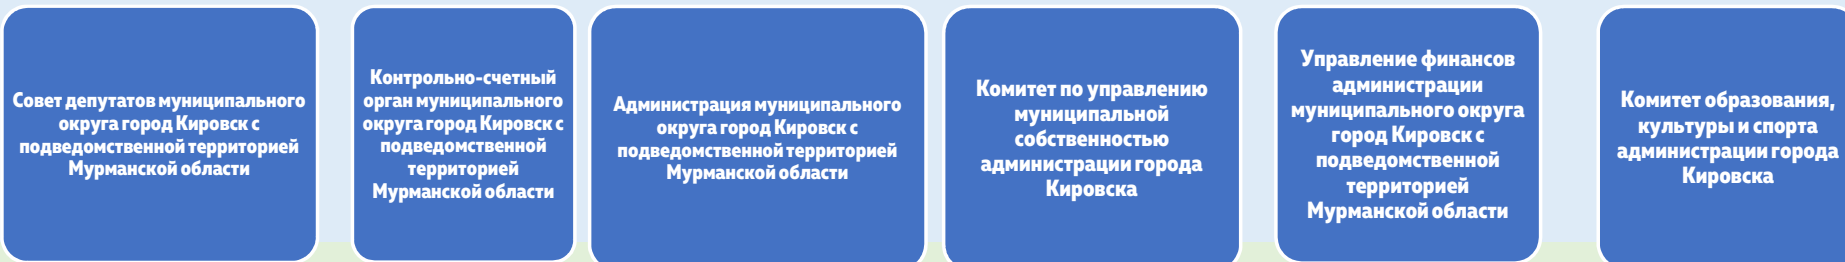 Совет депутатов муниципального
округа город Кировск с
подведомственной территорией
Мурманской области
Контрольно-счетный
орган муниципального
округа город Кировск с
подведомственной
территорией
Мурманской области
Администрация муниципального
округа город Кировск с
подведомственной территорией
Мурманской области
Комитет по управлению
муниципальной
собственностью
администрации города
Кировска
Управление финансов
администрации
муниципального округа
город Кировск с
подведомственной
территорией
Мурманской области
Комитет образования,
культуры и спорта
администрации города
Кировска